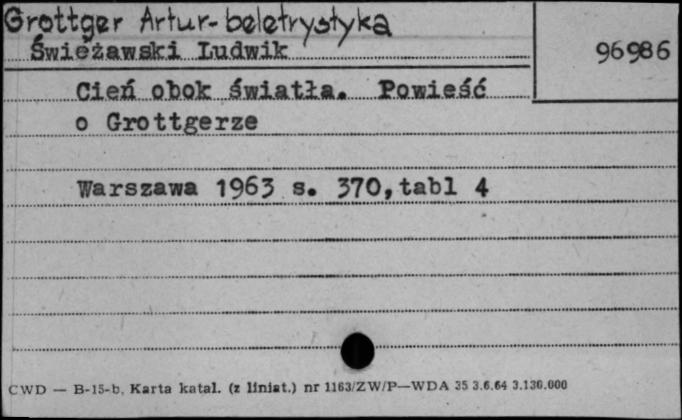 Grottger Artur-beletrystyka
Świeżawski Ludwik
96986
Cień obok światła. Powieść
o Grottgerze
Warszawa 1963 s. 370,tabl 4
CWD — B-15-b, Karta katal. (z liniat.) nr 1163/ZW/P—WDA 35 3.6.64 3.130.000